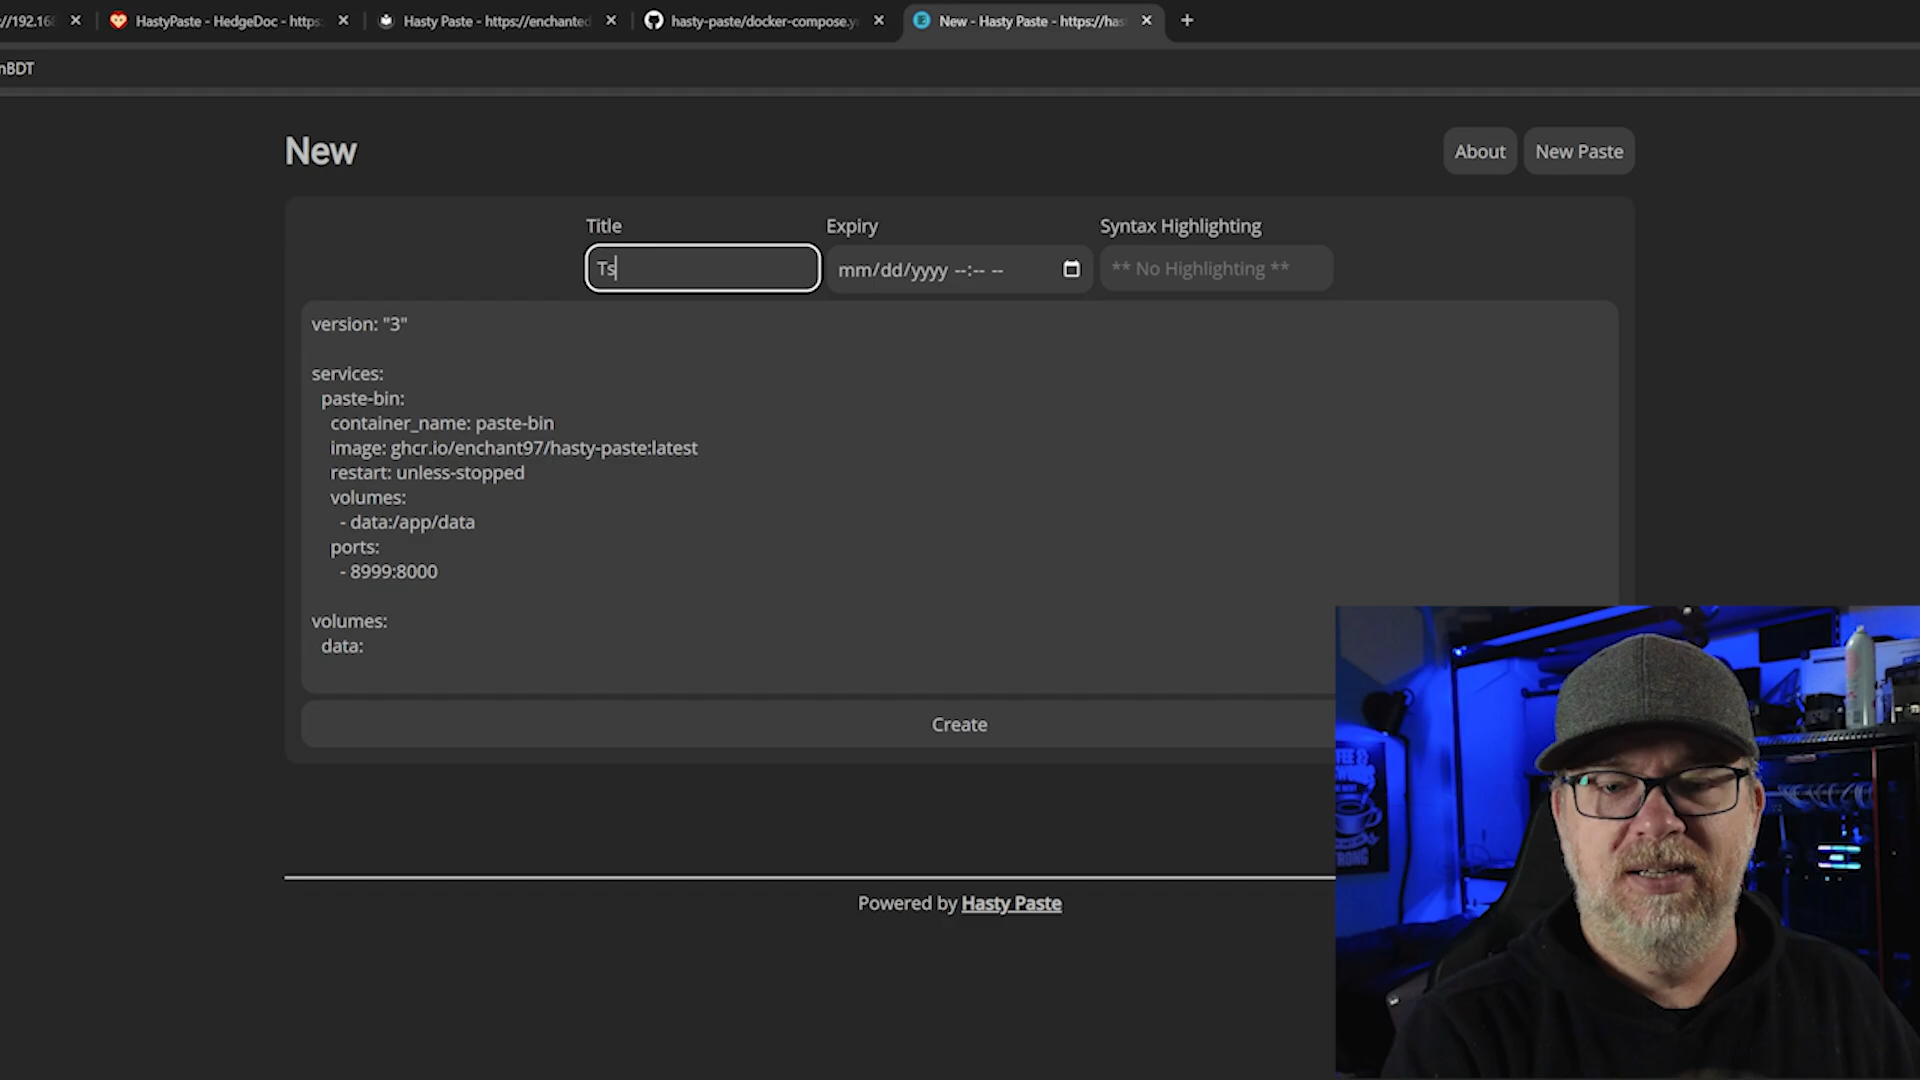 //192.16
HastyPaste - HedgeDoc - https:
Hasty Paste - https://enchanted
hasty-paste/docker-compose.y
New - Hasty Paste - https://has
nBDT
New
About
New Paste
Title
Expiry
Syntax Highlighting
Ts
mm/dd/yyyy --:-- --
** No Highlighting **
version: "3"
services:
paste-bin:
container_name: paste-bin
image: ghcr.io/enchant97/hasty-paste:latest
restart: unless-stopped
volumes:
- data:/app/data
ports:
- 8999:8000
volumes:
data:
Create
Powered by Hasty Paste